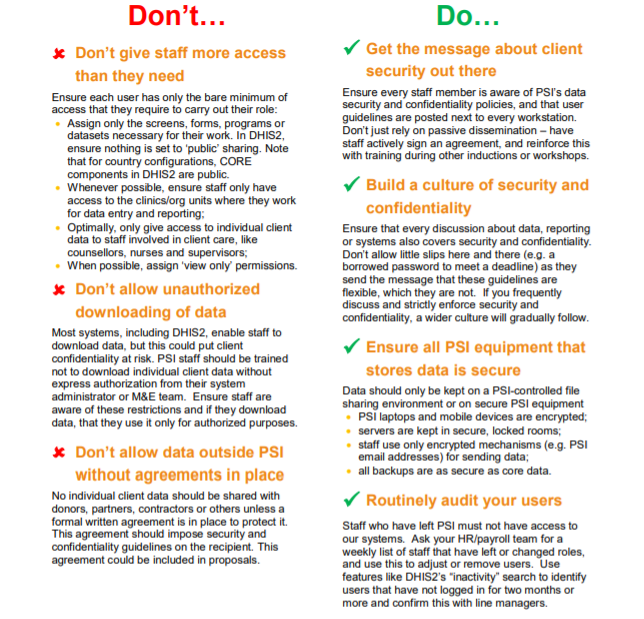 Don't...
✘ Don't give staff more access
than they need
Ensure each user has only the bare minimum of
access that they require to carry out their role:
• Assign only the screens, forms, programs or
datasets necessary for their work. In DHIS2,
ensure nothing is set to 'public' sharing. Note
that for country configurations, CORE
components in DHIS2 are public.
• Whenever possible, ensure staff only have
access to the clinics/org units where they work
for data entry and reporting;
• Optimally, only give access to individual client
data to staff involved in client care, like
counsellors, nurses and supervisors;
• When possible, assign 'view only' permissions.
✘ Don't allow unauthorized
downloading of data
Most systems, including DHIS2, enable staff to
download data, but this could put client
confidentiality at risk. PSI staff should be trained
not to download individual client data without
express authorization from their system
administrator or M&E team. Ensure staff are
aware of these restrictions and if they download
data, that they use it only for authorized purposes.
✘ Don't allow data outside PSI
without agreements in place
No individual client data should be shared with
donors, partners, contractors or others unless a
formal written agreement is in place to protect it.
This agreement should impose security and
confidentiality guidelines on the recipient. This
agreement could be included in proposals.
Do...
✓ Get the message about client
security out there
Ensure every staff member is aware of PSI's data
security and confidentiality policies, and that user
guidelines are posted next to every workstation.
Don't just rely on passive dissemination – have
staff actively sign an agreement, and reinforce this
with training during other inductions or workshops.
✓ Build a culture of security and
confidentiality
Ensure that every discussion about data, reporting
or systems also covers security and confidentiality.
Don't allow little slips here and there (e.g. a
borrowed password to meet a deadline) as they
send the message that these guidelines are
flexible, which they are not. If you frequently
discuss and strictly enforce security and
confidentiality, a wider culture will gradually follow.
✓ Ensure all PSI equipment that
stores data is secure
Data should only be kept on a PSI-controlled file
sharing environment or on secure PSI equipment
• PSI laptops and mobile devices are encrypted;
• servers are kept in secure, locked rooms;
• staff use only encrypted mechanisms (e.g. PSI
email addresses) for sending data;
• all backups are as secure as core data.
✓ Routinely audit your users
Staff who have left PSI must not have access to
our systems. Ask your HR/payroll team for a
weekly list of staff that have left or changed roles,
and use this to adjust or remove users. Use
features like DHIS2's "inactivity" search to identify
users that have not logged in for two months or
more and confirm this with line managers.